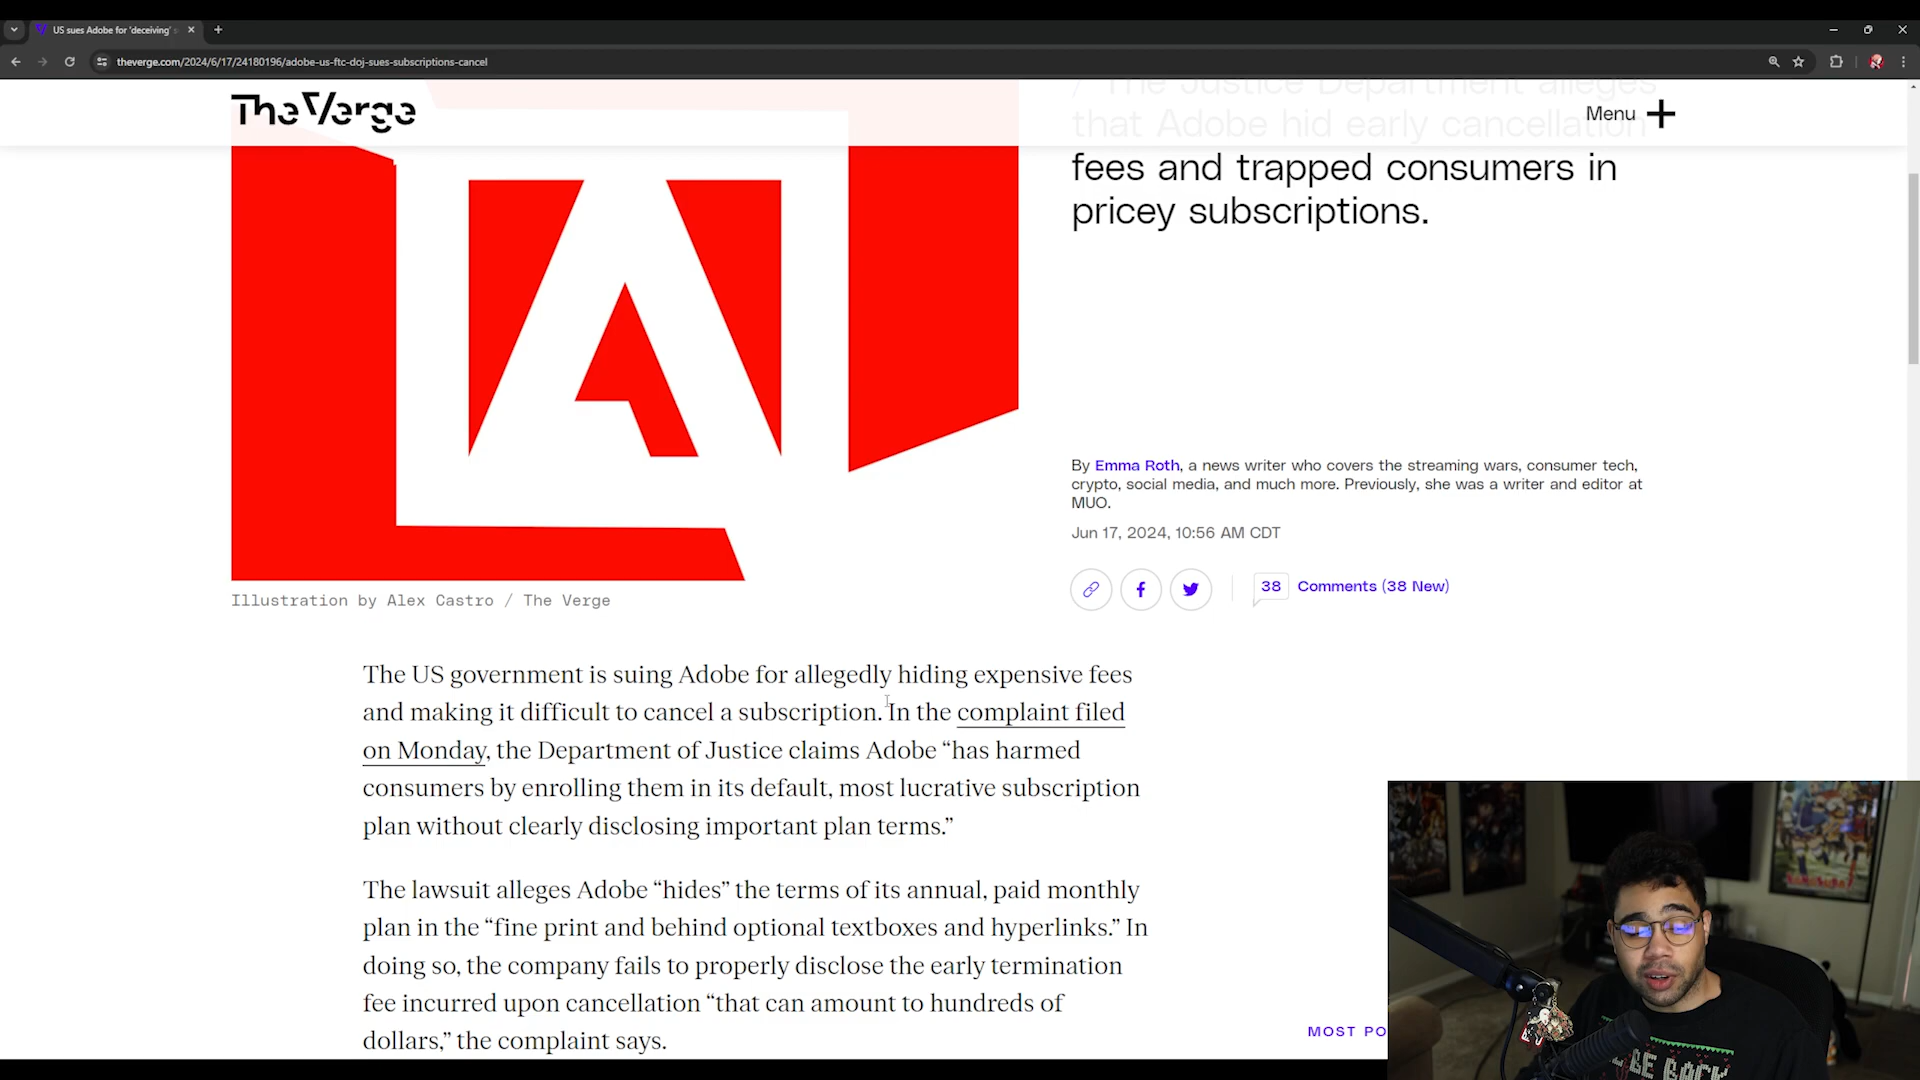 US sues Adobe for 'deceiving' s
theverge.com/2024/6/17/24180196/adobe-us-ftc-doj-sues-subscriptions-cancel
The Verge
Menu
/ The Justice Department alleges
that Adobe hid early cancellation
fees and trapped consumers in
pricey subscriptions.
By Emma Roth, a news writer who covers the streaming wars, consumer tech,
crypto, social media, and much more. Previously, she was a writer and editor at
MUO.
Jun 17, 2024, 10:56 AM CDT
38 Comments (38 New)
Illustration by Alex Castro / The Verge
The US government is suing Adobe for allegedly hiding expensive fees
and making it difficult to cancel a subscription. In the complaint filed
on Monday, the Department of Justice claims Adobe “has harmed
consumers by enrolling them in its default, most lucrative subscription
plan without clearly disclosing important plan terms.”
The lawsuit alleges Adobe “hides” the terms of its annual, paid monthly
plan in the “fine print and behind optional textboxes and hyperlinks.” In
doing so, the company fails to properly disclose the early termination
fee incurred upon cancellation “that can amount to hundreds of
dollars,” the complaint says.
MOST PO
BE BACK